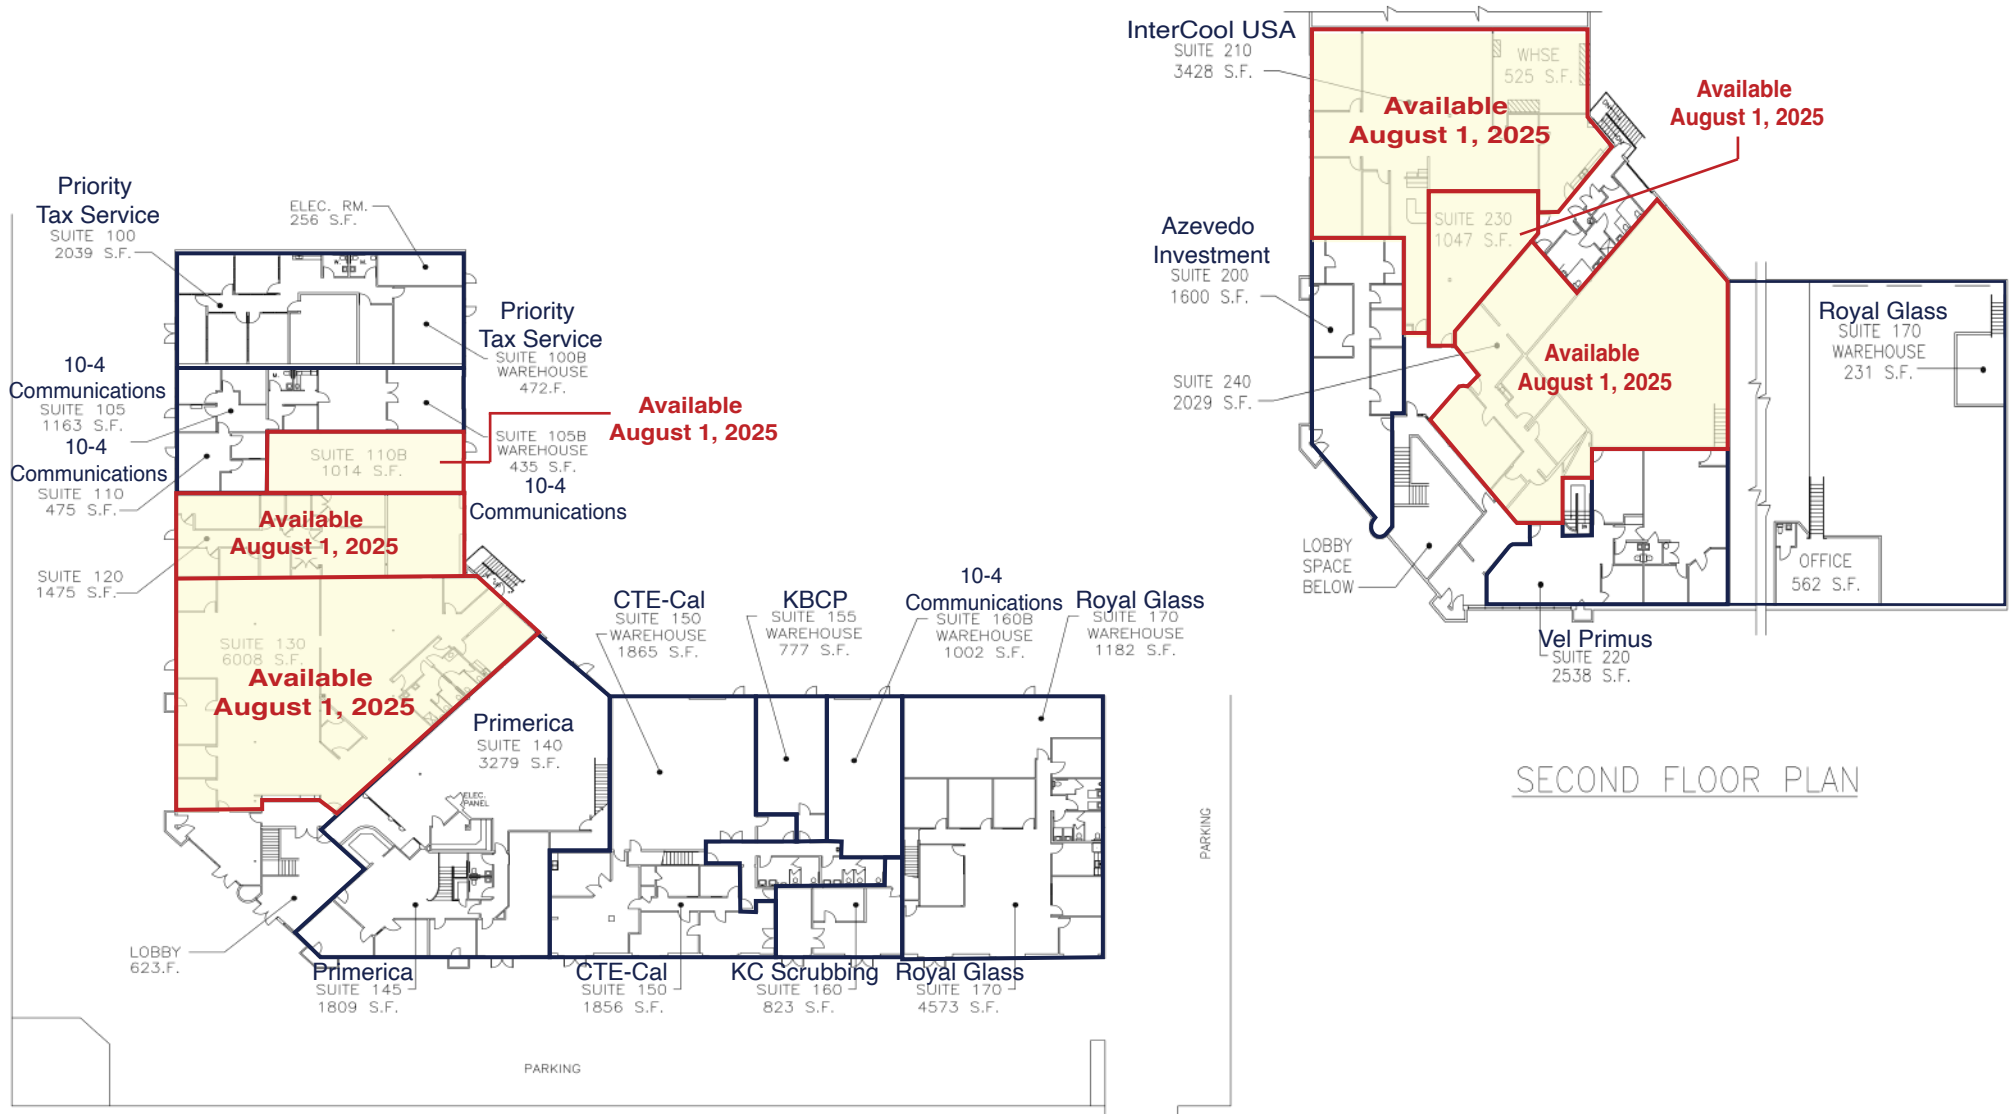 InterCool USA
SUITE 210
3428 S.F.
WHSE
525 S.F.
Available
August 1, 2025
Available
August 1, 2025
SUITE 230
1047 S.F.
Azevedo
Investment
SUITE 200
1600 S.F.
SUITE 240
2029 S.F.
Available
August 1, 2025
Royal Glass
SUITE 170
WAREHOUSE
231 S.F.
OFFICE
562 S.F.
LOBBY
SPACE
BELOW
Vel Primus
SUITE 220
2538 S.F.
SECOND FLOOR PLAN
Priority
Tax Service
SUITE 100
2039 S.F.
ELEC. RM.
256 S.F.
Priority
Tax Service
SUITE 100B
WAREHOUSE
472.F.
10-4
Communications
SUITE 105
1163 S.F.
10-4
Communications
SUITE 110
475 S.F.
SUITE 110B
1014 S.F.
Available
August 1, 2025
SUITE 105B
WAREHOUSE
435 S.F.
10-4
Communications
Available
August 1, 2025
SUITE 120
1475 S.F.
SUITE 130
6008 S.F.
Available
August 1, 2025
Primerica
SUITE 140
3279 S.F.
ELEC.
PANEL
CTE-Cal
SUITE 150
WAREHOUSE
1865 S.F.
KBCP
SUITE 155
WAREHOUSE
777 S.F.
10-4
Communications
SUITE 160B
WAREHOUSE
1002 S.F.
Royal Glass
SUITE 170
WAREHOUSE
1182 S.F.
LOBBY
623.F.
Primerica
SUITE 145
1809 S.F.
CTE-Cal
SUITE 150
1856 S.F.
KC Scrubbing
SUITE 160
823 S.F.
Royal Glass
SUITE 170
4573 S.F.
PARKING
PARKING